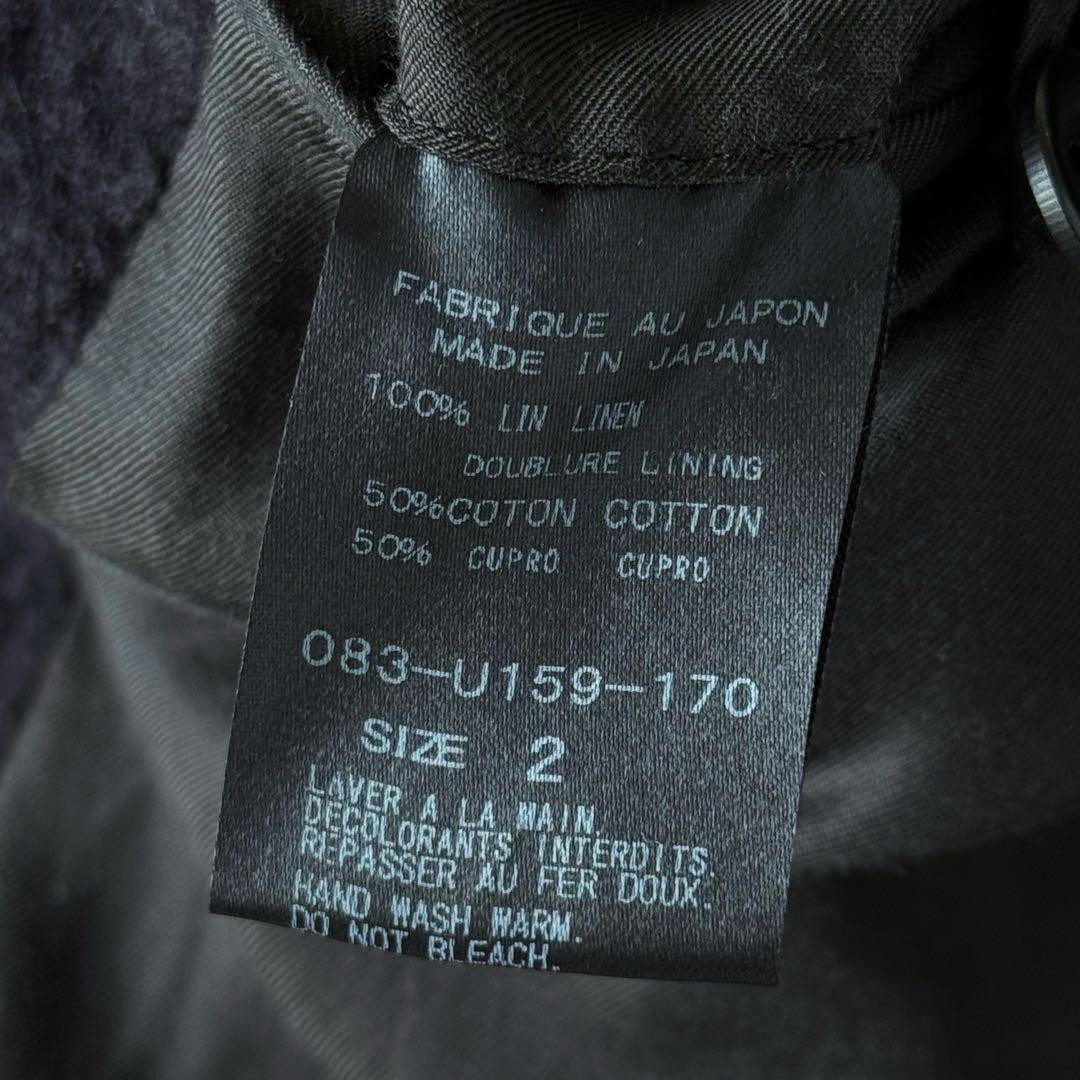 FABRIQUE AU JAPON
MADE IN JAPAN
100% LIN LINEN
DOUBLURE LINING
50%COTON COTTON
50% CUPRO CUPRO
083-U159-170
SIZE 2
LAVER A LA MAIN.
DECOLORANTS INTERDITS.
REPASSER AU FER DOUX.
HAND WASH WARM.
DO NOT BLEACH.